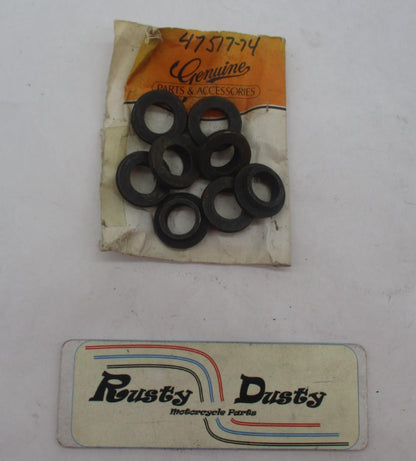 47517-74
Genuine
PARTS & ACCESSORIES
Rusty Dusty
Motorcycle Parts